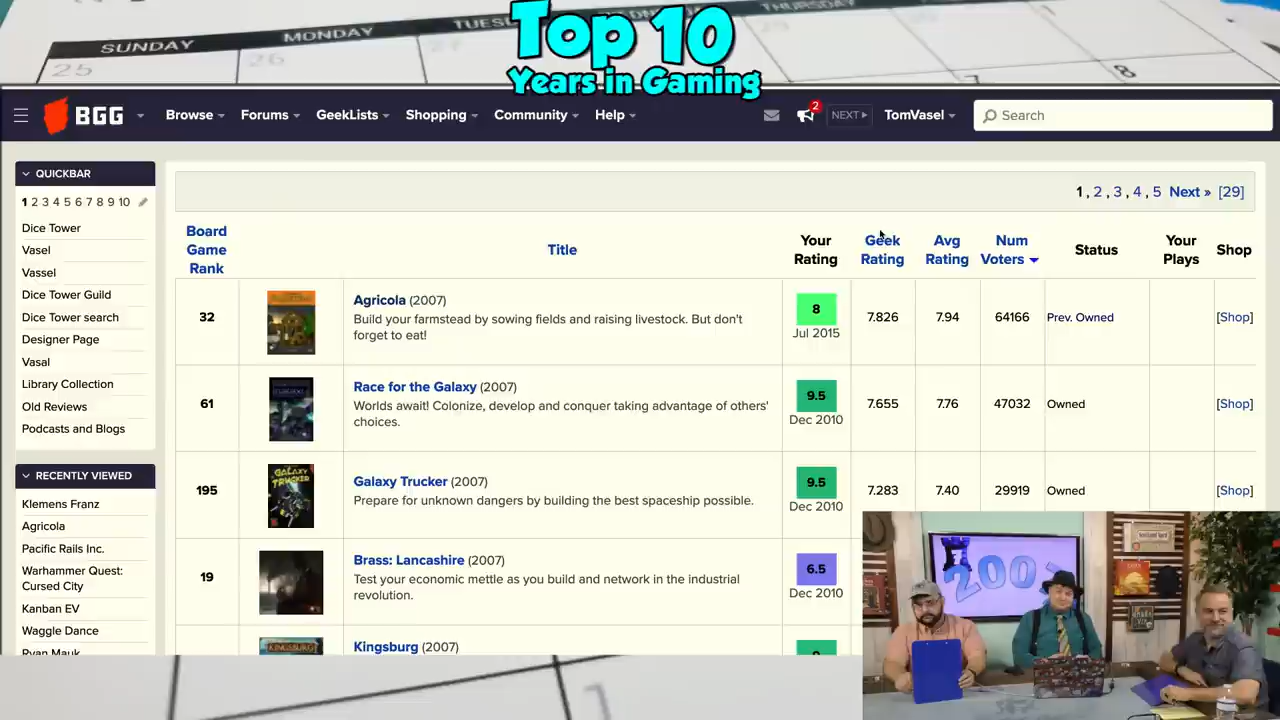 Top 10
Years in Gaming
SUNDAY
MONDAY
THURSDAY
25
26
8
BGG
Browse
Forums
GeekLists
Shopping
Community
Help
2
NEXT
TomVasel
Search
QUICKBAR
1 2 3 4 5 6 7 8 9 10
Dice Tower
Vasel
Vassel
Dice Tower Guild
Dice Tower search
Designer Page
Vasal
Library Collection
Old Reviews
Podcasts and Blogs
RECENTLY VIEWED
Klemens Franz
Agricola
Pacific Rails Inc.
Warhammer Quest:
Cursed City
Kanban EV
Waggle Dance
Ryan Mauk
1 , 2 , 3 , 4 , 5 Next » [29]
Board Game Rank
Title
Your Rating
Geek Rating
Avg Rating
Num Voters
Status
Your Plays
Shop
32
Agricola (2007)
Build your farmstead by sowing fields and raising livestock. But don't
forget to eat!
8
Jul 2015
7.826
7.94
64166
Prev. Owned
[Shop]
61
Race for the Galaxy (2007)
Worlds await! Colonize, develop and conquer taking advantage of others'
choices.
9.5
Dec 2010
7.655
7.76
47032
Owned
[Shop]
195
GALAXY
TRUCKER
Galaxy Trucker (2007)
Prepare for unknown dangers by building the best spaceship possible.
9.5
Dec 2010
7.283
7.40
29919
Owned
[Shop]
19
Brass: Lancashire (2007)
Test your economic mettle as you build and network in the industrial
revolution.
6.5
Dec 2010
KINGSBURG
Kingsburg (2007)
9